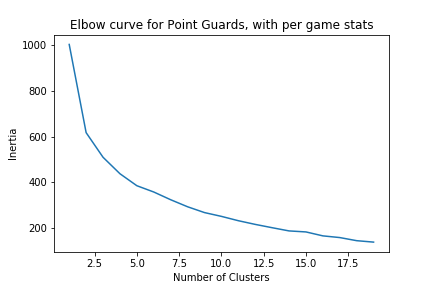 Elbow curve for Point Guards, with per game stats
1000
800
600
400
200
Inertia
2.5 5.0 7.5 10.0 12.5 15.0 17.5
Number of Clusters